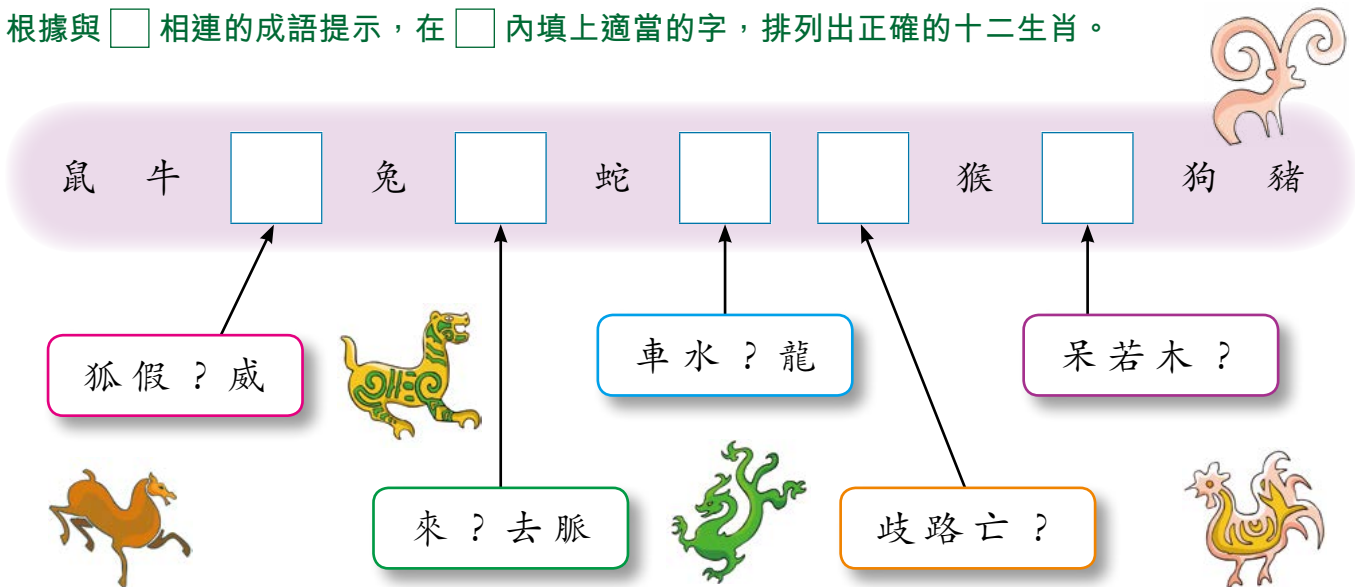 根據與 □ 相連的成語提示，在 □ 內填上適當的字，排列出正確的十二生肖。
鼠 牛 □ 兔 □ 蛇 □ □ 猴 □ 狗 豬
狐假？威
車水？龍
呆若木？
來？去脈
歧路亡？